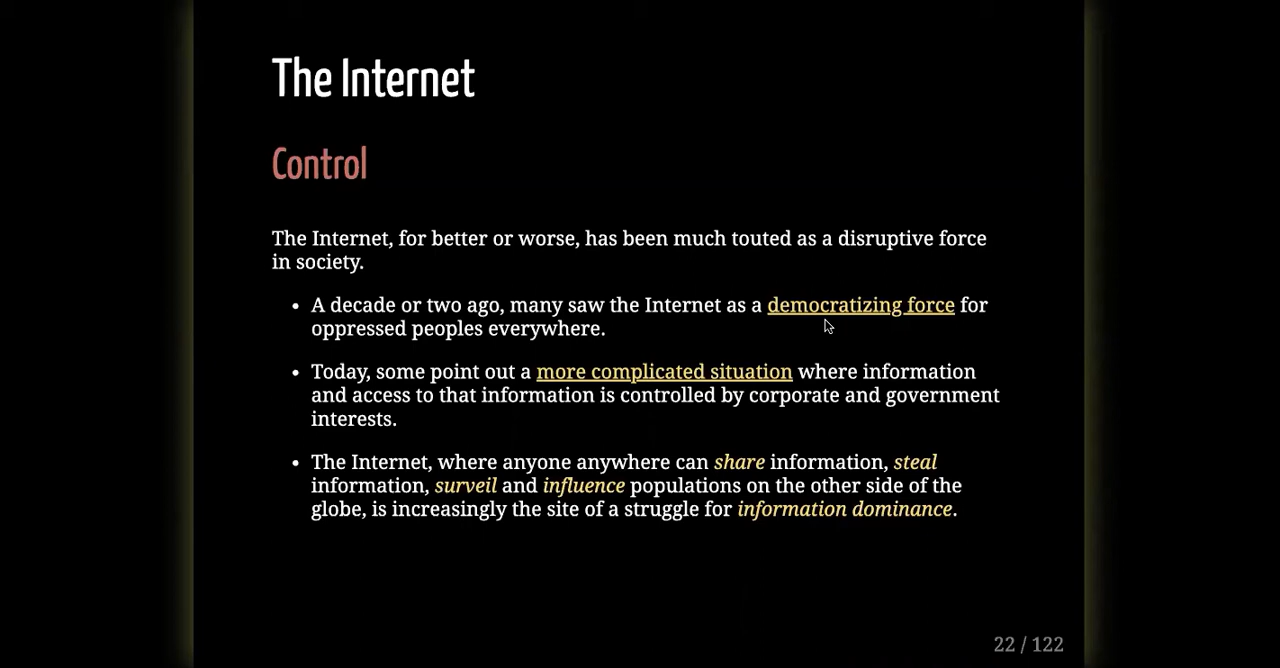 The Internet
Control
The Internet, for better or worse, has been much touted as a disruptive force
in society.
• A decade or two ago, many saw the Internet as a democratizing force for
oppressed peoples everywhere.
• Today, some point out a more complicated situation where information
and access to that information is controlled by corporate and government
interests.
• The Internet, where anyone anywhere can share information, steal
information, surveil and influence populations on the other side of the
globe, is increasingly the site of a struggle for information dominance.
22 / 122